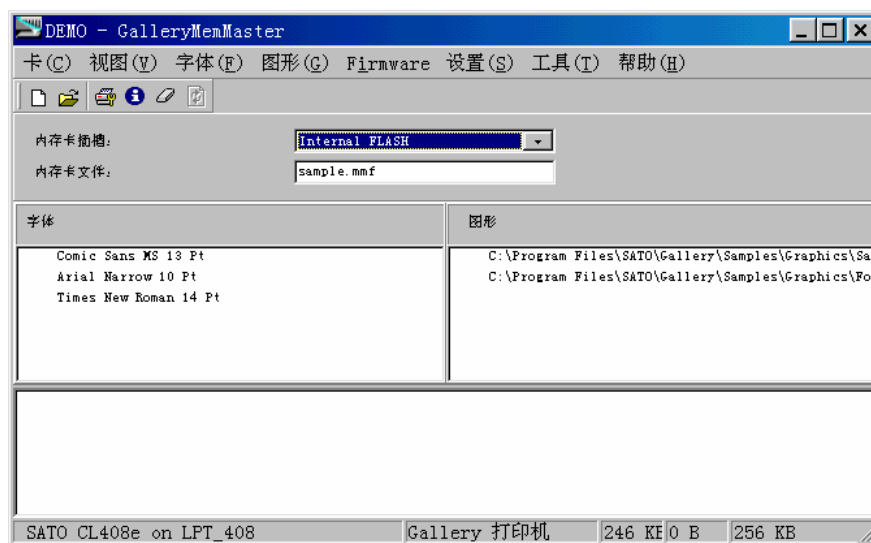 DEMO - GalleryMemMaster
卡(C) 视图(V) 字体(F) 图形(G) Firmware 设置(S) 工具(T) 帮助(H)
内存卡插槽: Internal FLASH
内存卡文件: sample.mmf
字体
Comic Sans MS 13 Pt
Arial Narrow 10 Pt
Times New Roman 14 Pt
图形
C:\Program Files\SATO\Gallery\Samples\Graphics\Sa
C:\Program Files\SATO\Gallery\Samples\Graphics\Fo
SATO CL408e on LPT_408 Gallery 打印机 246 KB 0 B 256 KB